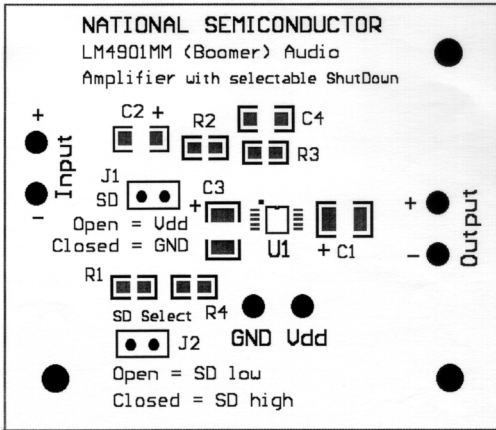 NATIONAL SEMICONDUCTOR
LM4901MM (Boomer) Audio
Amplifier with selectable ShutDown
+
-
Input
C2 +
C4
R2
R3
J1
SD
Open = Vdd
Closed = GND
C3
+
U1
+ C1
+
-
Output
R1
R4
SD Select
J2
GND Vdd
Open = SD low
Closed = SD high